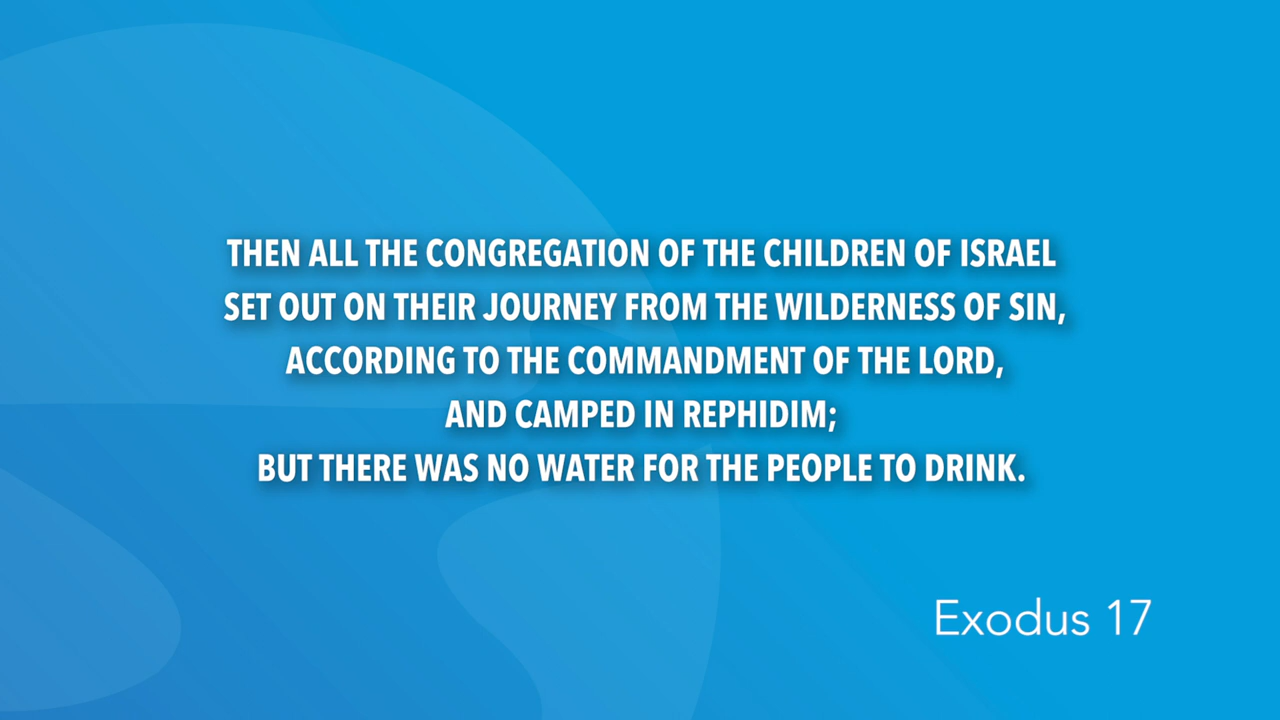 THEN ALL THE CONGREGATION OF THE CHILDREN OF ISRAEL
SET OUT ON THEIR JOURNEY FROM THE WILDERNESS OF SIN,
ACCORDING TO THE COMMANDMENT OF THE LORD,
AND CAMPED IN REPHIDIM;
BUT THERE WAS NO WATER FOR THE PEOPLE TO DRINK.
Exodus 17